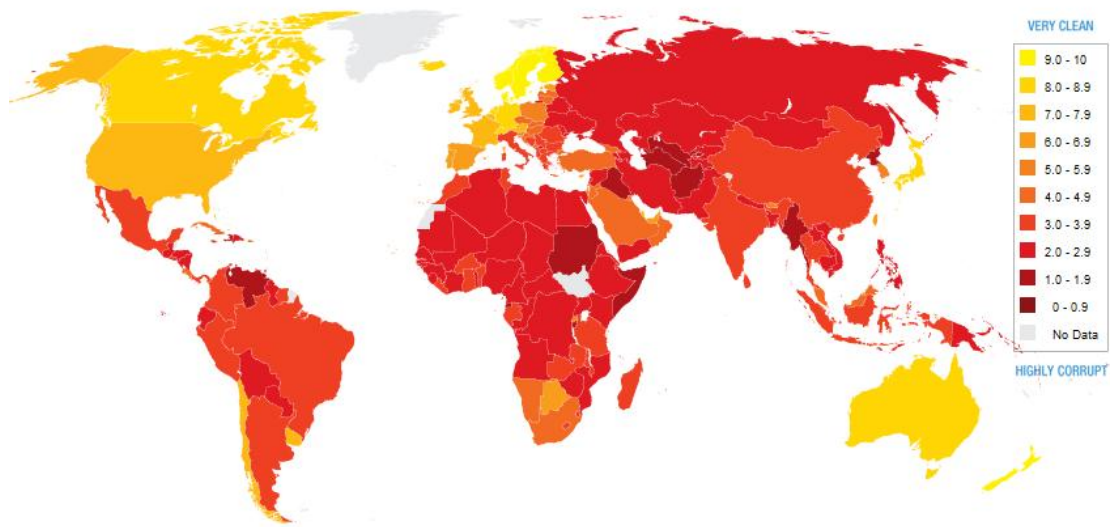 VERY CLEAN
9.0 - 10
8.0 - 8.9
7.0 - 7.9
6.0 - 6.9
5.0 - 5.9
4.0 - 4.9
3.0 - 3.9
2.0 - 2.9
1.0 - 1.9
0 - 0.9
No Data
HIGHLY CORRUPT